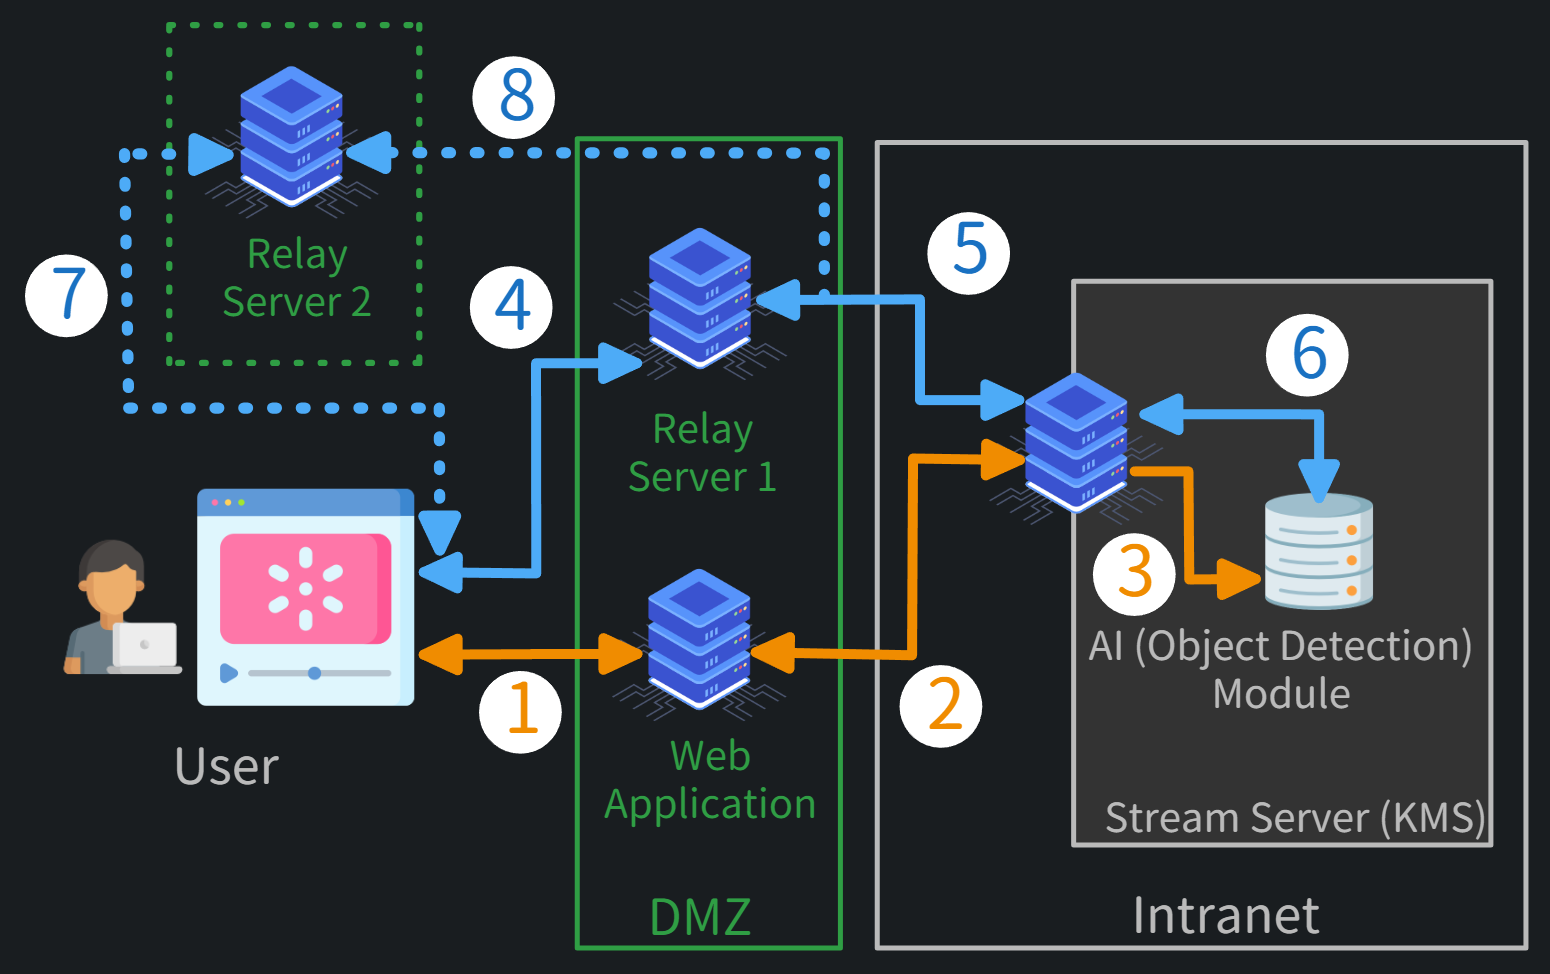 8
Relay
Server 2
7
4
5
6
Relay
Server 1
3
AI (Object Detection)
Module
1
2
User
Web
Application
Stream Server (KMS)
DMZ
Intranet